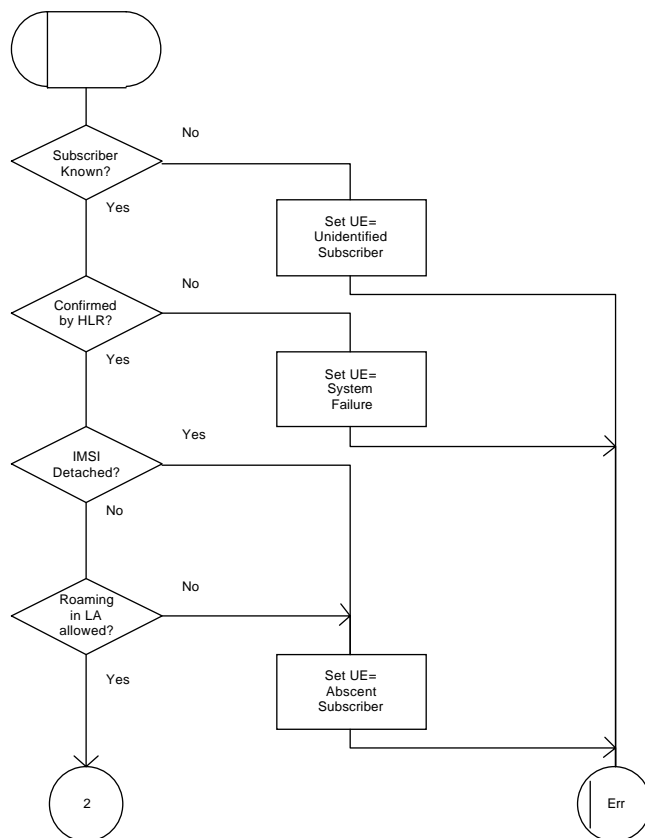 No
Subscriber
Known?
Yes
Set UE=
Unidentified
Subscriber
No
Confirmed
by HLR?
Yes
Set UE=
System
Failure
Yes
IMSI
Detached?
No
No
Roaming
in LA
allowed?
Yes
Set UE=
Abscent
Subscriber
2
Err